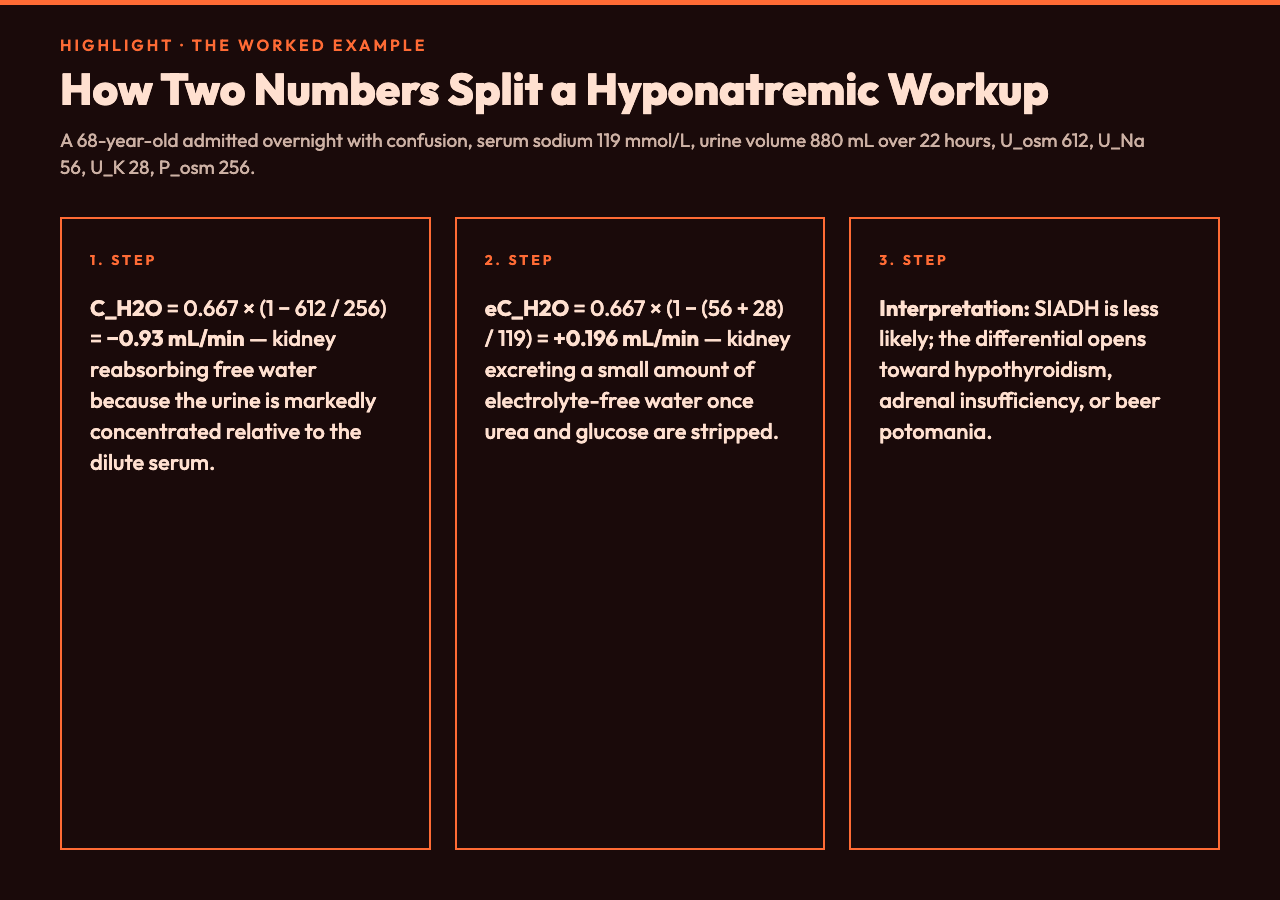 HIGHLIGHT · THE WORKED EXAMPLE
How Two Numbers Split a Hyponatremic Workup
A 68-year-old admitted overnight with confusion, serum sodium 119 mmol/L, urine volume 880 mL over 22 hours, U_osm 612, U_Na
56, U_K 28, P_osm 256.
1. STEP
C_H2O = 0.667 × (1 − 612 / 256)
= −0.93 mL/min — kidney
reabsorbing free water
because the urine is markedly
concentrated relative to the
dilute serum.
2. STEP
eC_H2O = 0.667 × (1 − (56 + 28)
/ 119) = +0.196 mL/min — kidney
excreting a small amount of
electrolyte-free water once
urea and glucose are stripped.
3. STEP
Interpretation: SIADH is less
likely; the differential opens
toward hypothyroidism,
adrenal insufficiency, or beer
potomania.